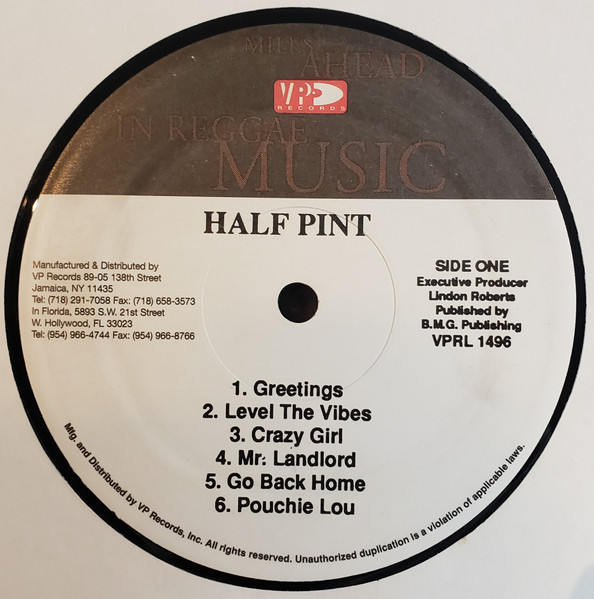 MILES
AHEAD
VP
RECORDS
IN REGGAE
MUSIC
HALF PINT
Manufactured & Distributed by
VP Records 89-05 138th Street
Jamaica, NY 11435
Tel: (718) 291-7058 Fax: (718) 658-3573
In Florida, 5893 S.W. 21st Street
W. Hollywood, FL 33023
Tel: (954) 966-4744 Fax: (954) 966-8766
SIDE ONE
Executive Producer
Lindon Roberts
Published by
B.M.G. Publishing
VPRL 1496
1. Greetings
2. Level The Vibes
3. Crazy Girl
4. Mr. Landlord
5. Go Back Home
6. Pouchie Lou
Mfg. and Distributed by VP Records, Inc. All rights reserved. Unauthorized duplication is a violation of applicable laws.